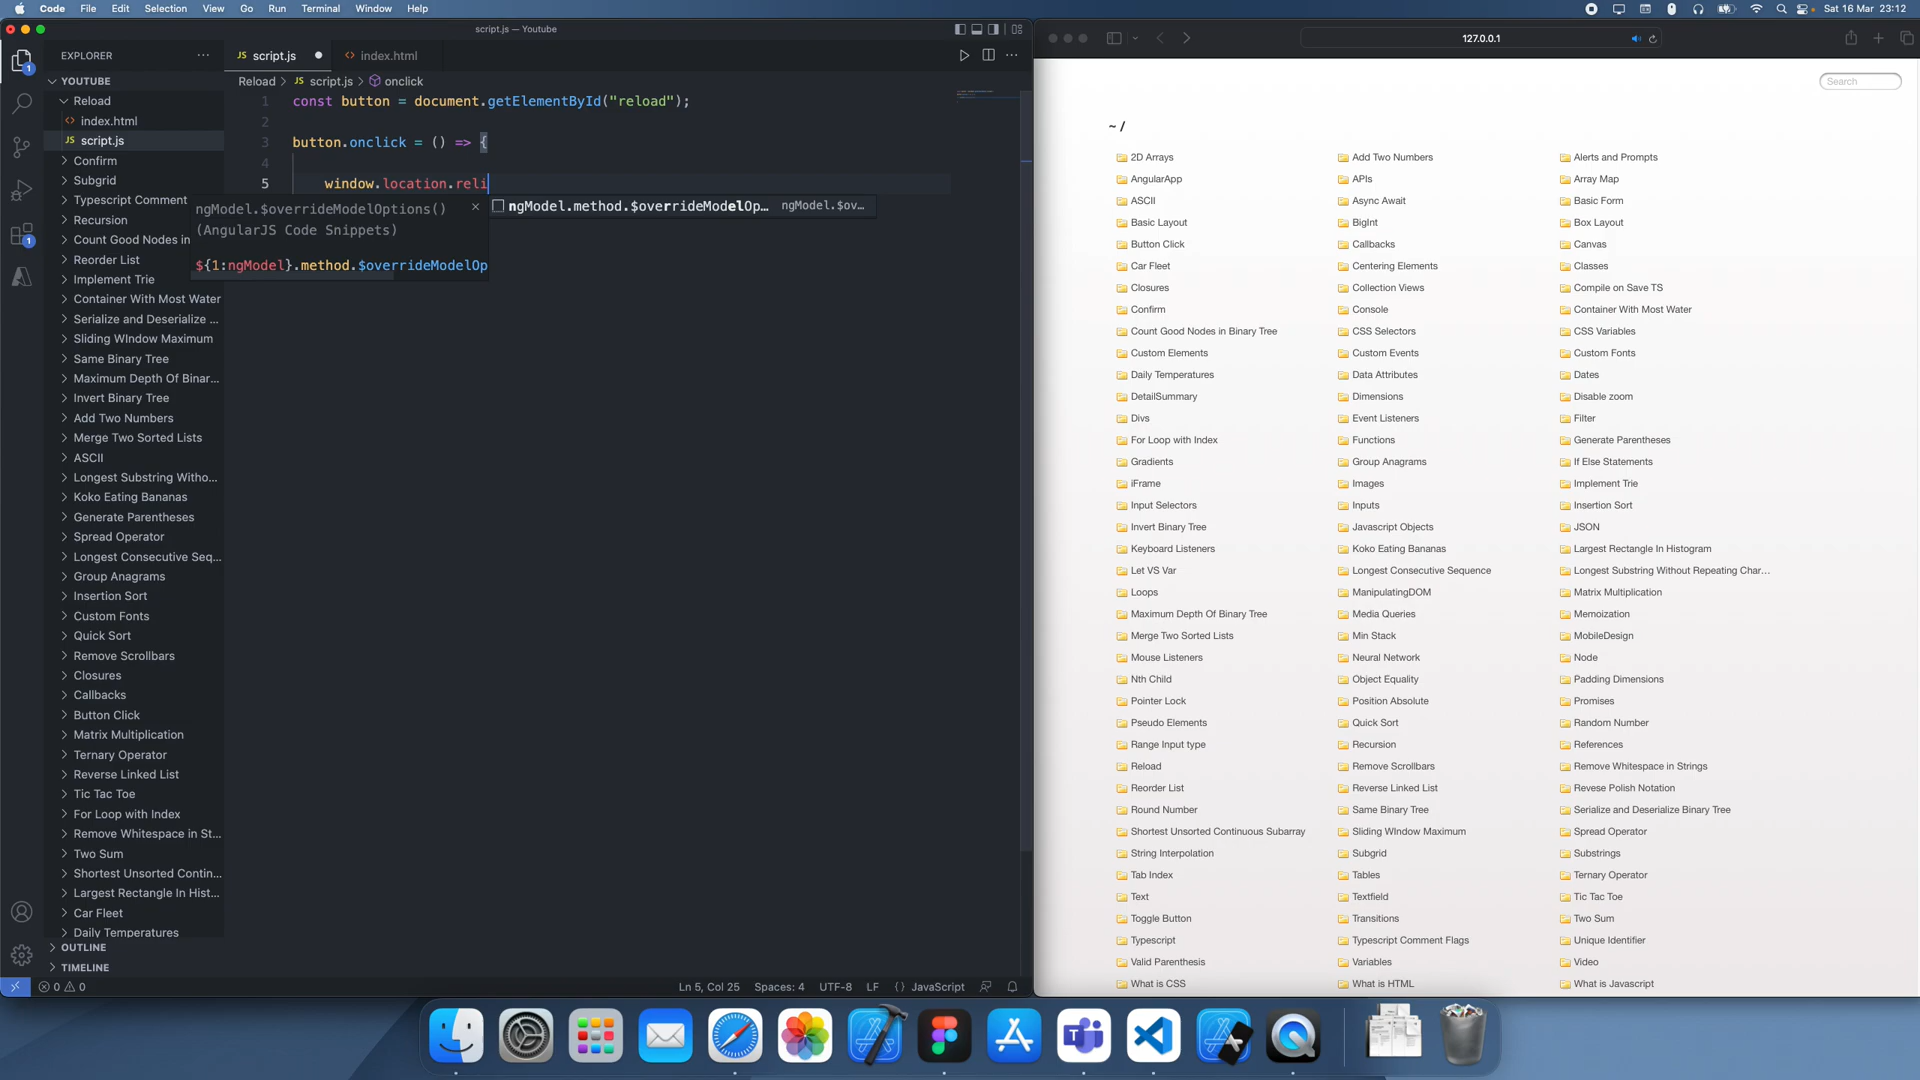 Code File Edit Selection View Go Run Terminal Window Help Sat 16 Mar 23:12
script.js — Youtube
EXPLORER
YOUTUBE
Reload
index.html
script.js
Confirm
Subgrid
Typescript Comment
Recursion
Count Good Nodes in
Reorder List
Implement Trie
Container With Most Water
Serialize and Deserialize ...
Sliding WIndow Maximum
Same Binary Tree
Maximum Depth Of Binar...
Invert Binary Tree
Add Two Numbers
Merge Two Sorted Lists
ASCII
Longest Substring Witho...
Koko Eating Bananas
Generate Parentheses
Spread Operator
Longest Consecutive Seq...
Group Anagrams
Insertion Sort
Custom Fonts
Quick Sort
Remove Scrollbars
Closures
Callbacks
Button Click
Matrix Multiplication
Ternary Operator
Reverse Linked List
Tic Tac Toe
For Loop with Index
Remove Whitespace in St...
Two Sum
Shortest Unsorted Contin...
Largest Rectangle In Hist...
Car Fleet
Daily Temperatures
OUTLINE
TIMELINE
1
1
JS script.js index.html
Reload > JS script.js > onclick
1 const button = document.getElementById("reload");
2
3 button.onclick = () => {
4
5 window.location.reli
ngModel.$overrideModelOptions()
(AngularJS Code Snippets)
${1:ngModel}.method.$overrideModelOp
ngModel.method.$overrideModelOp… ngModel.$ov…
0 0 Ln 5, Col 25 Spaces: 4 UTF-8 LF {} JavaScript
127.0.0.1
Search
~ /
2D Arrays Add Two Numbers Alerts and Prompts
AngularApp APIs Array Map
ASCII Async Await Basic Form
Basic Layout BigInt Box Layout
Button Click Callbacks Canvas
Car Fleet Centering Elements Classes
Closures Collection Views Compile on Save TS
Confirm Console Container With Most Water
Count Good Nodes in Binary Tree CSS Selectors CSS Variables
Custom Elements Custom Events Custom Fonts
Daily Temperatures Data Attributes Dates
DetailSummary Dimensions Disable zoom
Divs Event Listeners Filter
For Loop with Index Functions Generate Parentheses
Gradients Group Anagrams If Else Statements
iFrame Images Implement Trie
Input Selectors Inputs Insertion Sort
Invert Binary Tree Javascript Objects JSON
Keyboard Listeners Koko Eating Bananas Largest Rectangle In Histogram
Let VS Var Longest Consecutive Sequence Longest Substring Without Repeating Char…
Loops ManipulatingDOM Matrix Multiplication
Maximum Depth Of Binary Tree Media Queries Memoization
Merge Two Sorted Lists Min Stack MobileDesign
Mouse Listeners Neural Network Node
Nth Child Object Equality Padding Dimensions
Pointer Lock Position Absolute Promises
Pseudo Elements Quick Sort Random Number
Range Input type Recursion References
Reload Remove Scrollbars Remove Whitespace in Strings
Reorder List Reverse Linked List Revese Polish Notation
Round Number Same Binary Tree Serialize and Deserialize Binary Tree
Shortest Unsorted Continuous Subarray Sliding WIndow Maximum Spread Operator
String Interpolation Subgrid Substrings
Tab Index Tables Ternary Operator
Text Textfield Tic Tac Toe
Toggle Button Transitions Two Sum
Typescript Typescript Comment Flags Unique Identifier
Valid Parenthesis Variables Video
What is CSS What is HTML What is Javascript